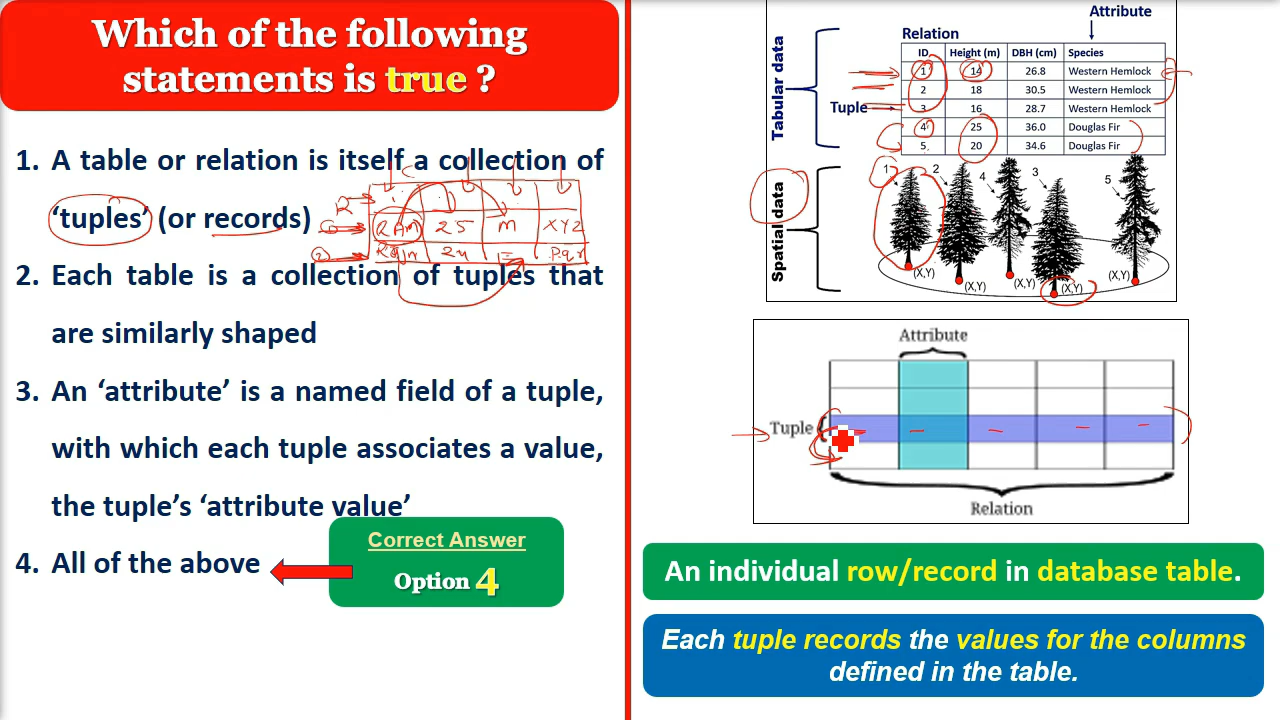 Which of the following
statements is true ?
1. A table or relation is itself a collection of
'tuples' (or records)
2. Each table is a collection of tuples that
are similarly shaped
3. An 'attribute' is a named field of a tuple,
with which each tuple associates a value,
the tuple's 'attribute value'
4. All of the above
Correct Answer
Option 4
C
R
RAm 25 m XYZ
24
Attribute
Relation
Tabular data
ID Height (m) DBH (cm) Species
1 14 26.8 Western Hemlock
2 18 30.5 Western Hemlock
Tuple 3 16 28.7 Western Hemlock
4 25 36.0 Douglas Fir
5 20 34.6 Douglas Fir
Spatial data
1 2 4 3 5
(X,Y) (X,Y) (X,Y) (X,Y) (X,Y)
Attribute
Tuple
Relation
An individual row/record in database table.
Each tuple records the values for the columns
defined in the table.